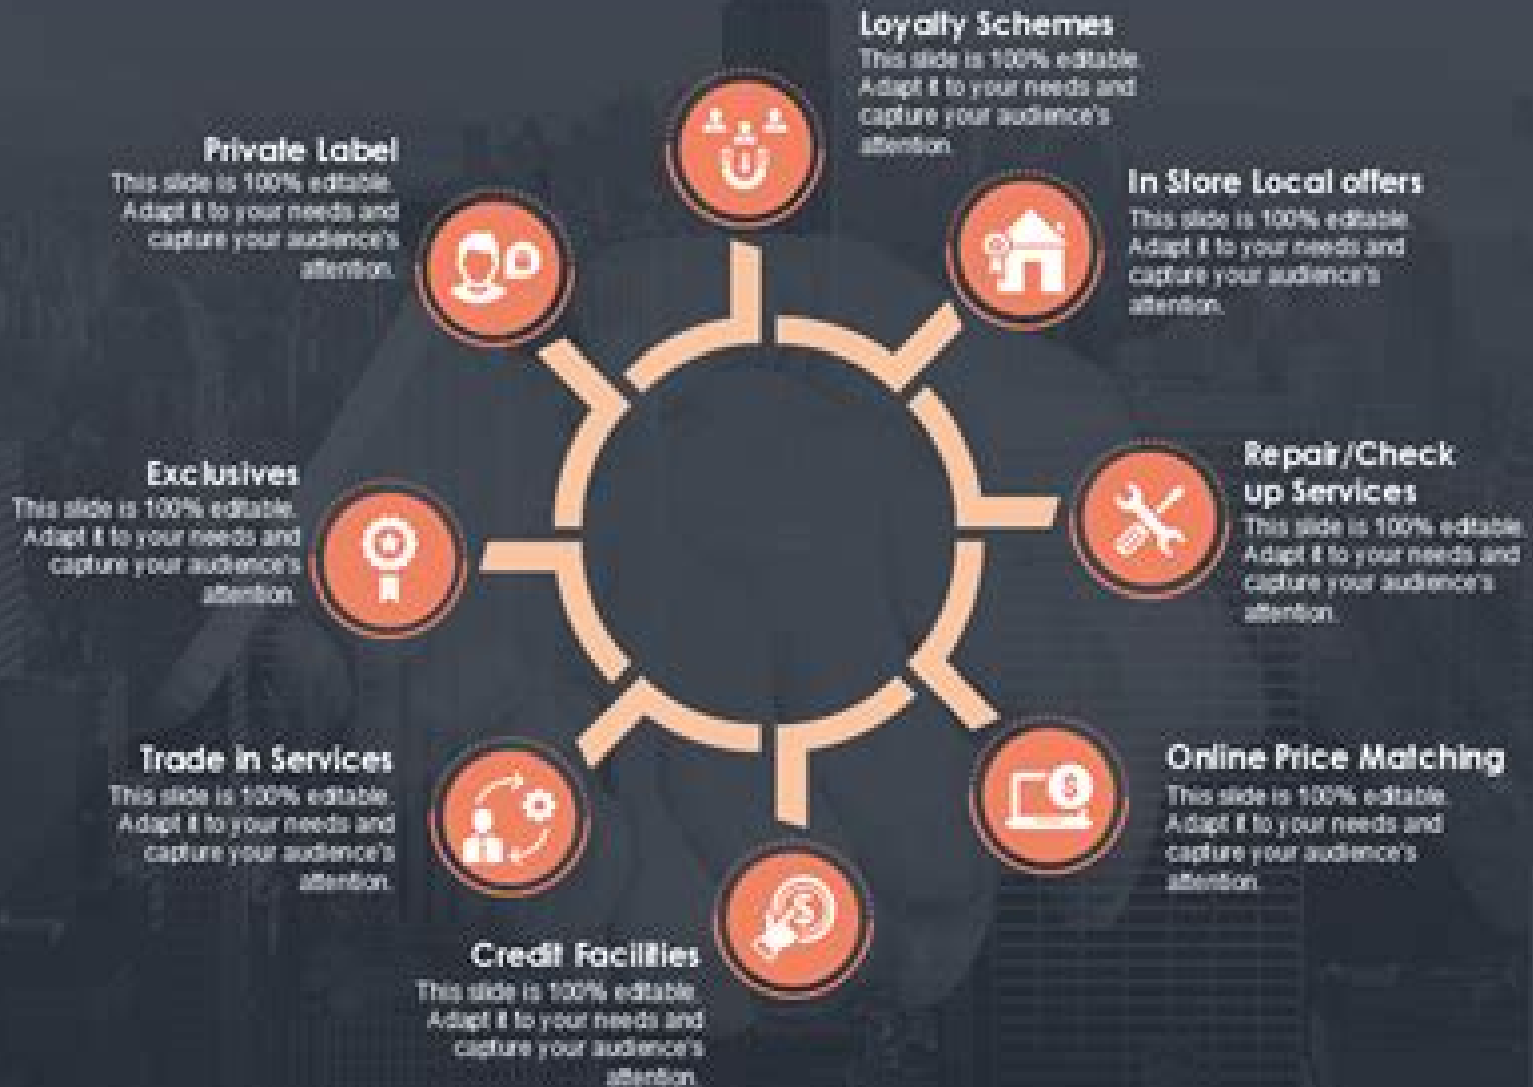 Loyalty Schemes
This slide is 100% editable.
Adapt it to your needs and
capture your audience's
attention.
In Store Local offers
This slide is 100% editable.
Adapt it to your needs and
capture your audience's
attention.
Repair/Check
up Services
This slide is 100% editable.
Adapt it to your needs and
capture your audience's
attention.
Online Price Matching
This slide is 100% editable.
Adapt it to your needs and
capture your audience's
attention.
Credit Facilities
This slide is 100% editable.
Adapt it to your needs and
capture your audience's
attention.
Trade in Services
This slide is 100% editable.
Adapt it to your needs and
capture your audience's
attention.
Exclusives
This slide is 100% editable.
Adapt it to your needs and
capture your audience's
attention.
Private Label
This slide is 100% editable.
Adapt it to your needs and
capture your audience's
attention.